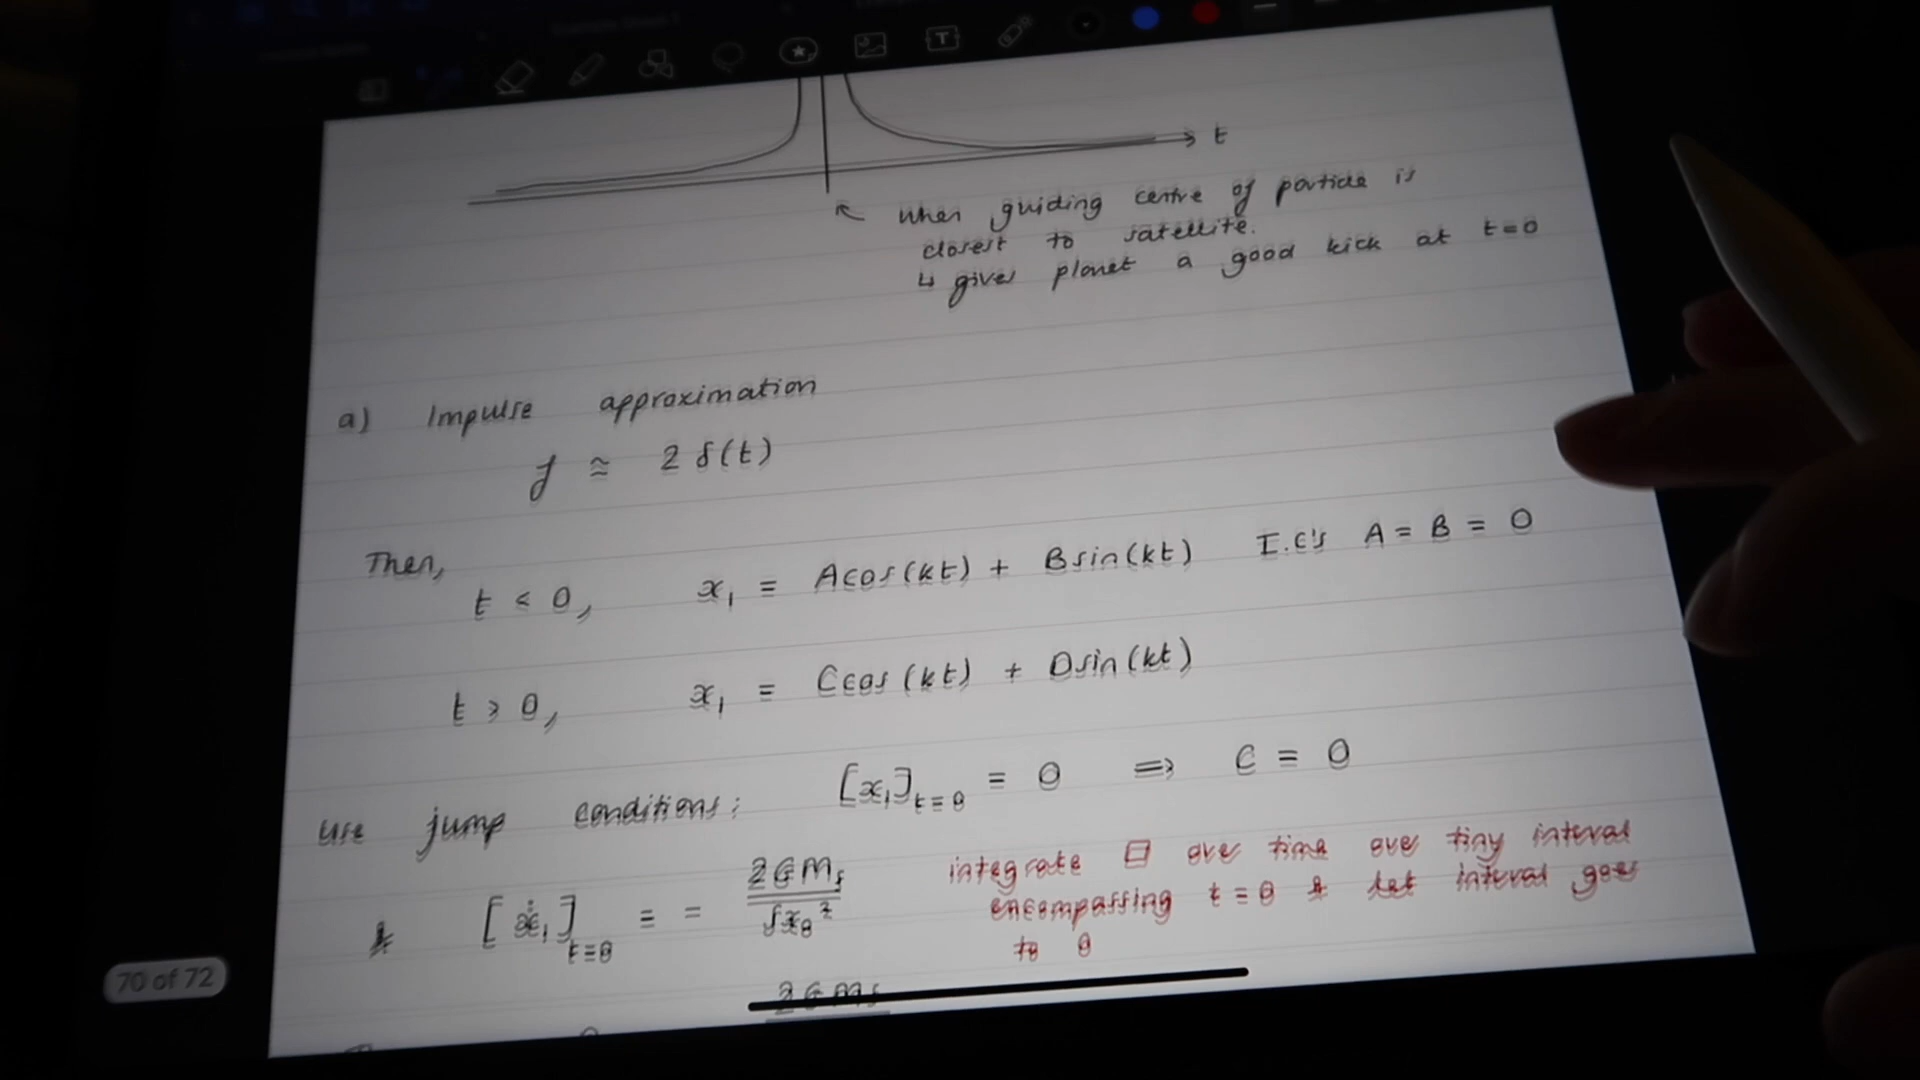 t
when guiding centre of particle is
closest to satellite.
↳ gives planet a good kick at t=0
a) Impulse approximation
f ≈ 2 δ(t)
Then,
t < 0, x₁ = Acos(kt) + Bsin(kt) I.C's A = B = 0
t > 0, x₁ = Ccos(kt) + Dsin(kt)
Use jump conditions: [x₁]ₜ₌₀ = 0 ⟹ C = 0
& [ẋ₁]ₜ₌₀ = = 2GMₛ / fx₀²
integrate □ over time over tiny interval
encompassing t = 0 & let interval goes
to 0
2GMₛ
70 of 72